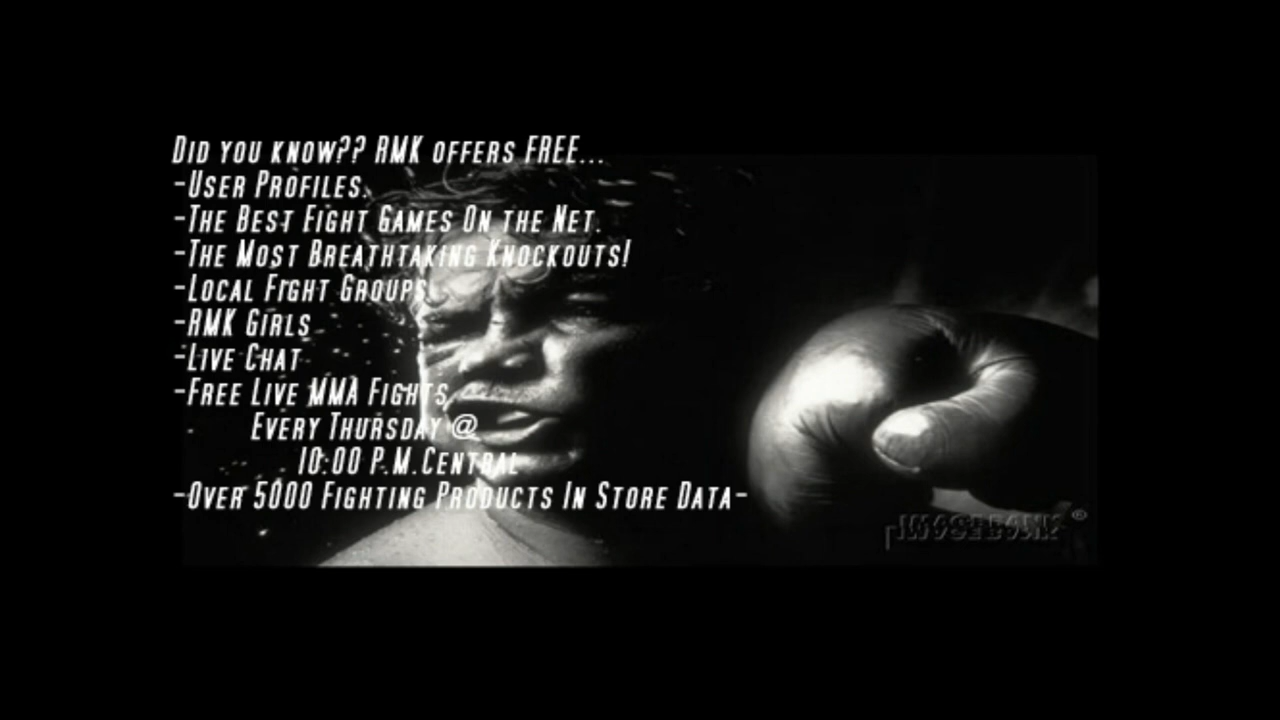 Did you know?? RMK offers FREE...
-User Profiles.
-The Best Fight Games On the Net.
-The Most Breathtaking Knockouts!
-Local Fight Groups
-RMK Girls
-Live Chat
-Free Live MMA Fights
Every Thursday @
10:00 P.M.Central
-Over 5000 Fighting Products In Store Data-